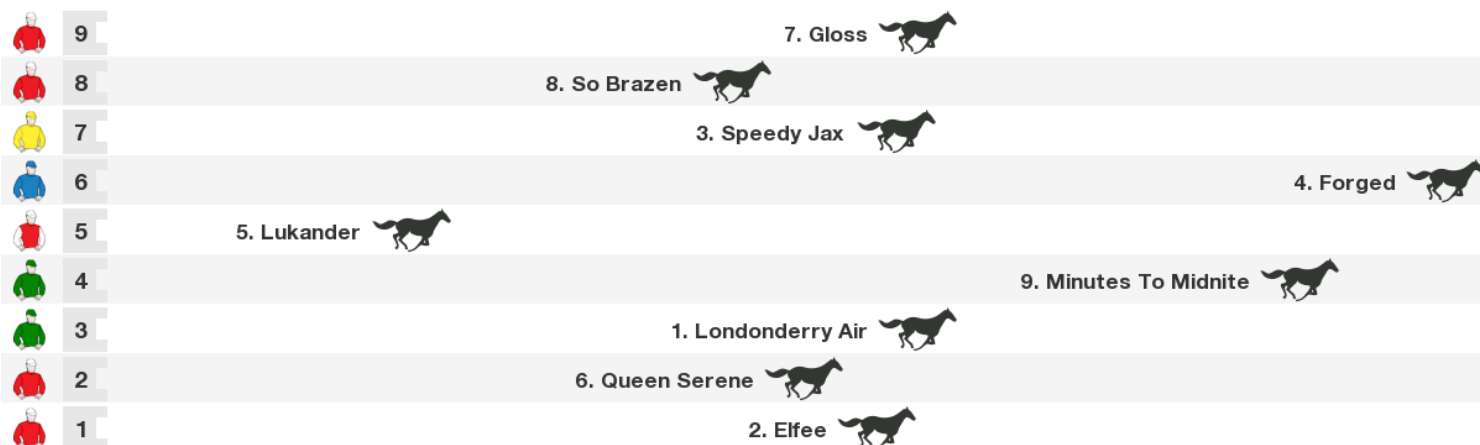 9 7. Gloss
8 8. So Brazen
7 3. Speedy Jax
6 4. Forged
5 5. Lukander
4 9. Minutes To Midnite
3 1. Londonderry Air
2 6. Queen Serene
1 2. Elfee